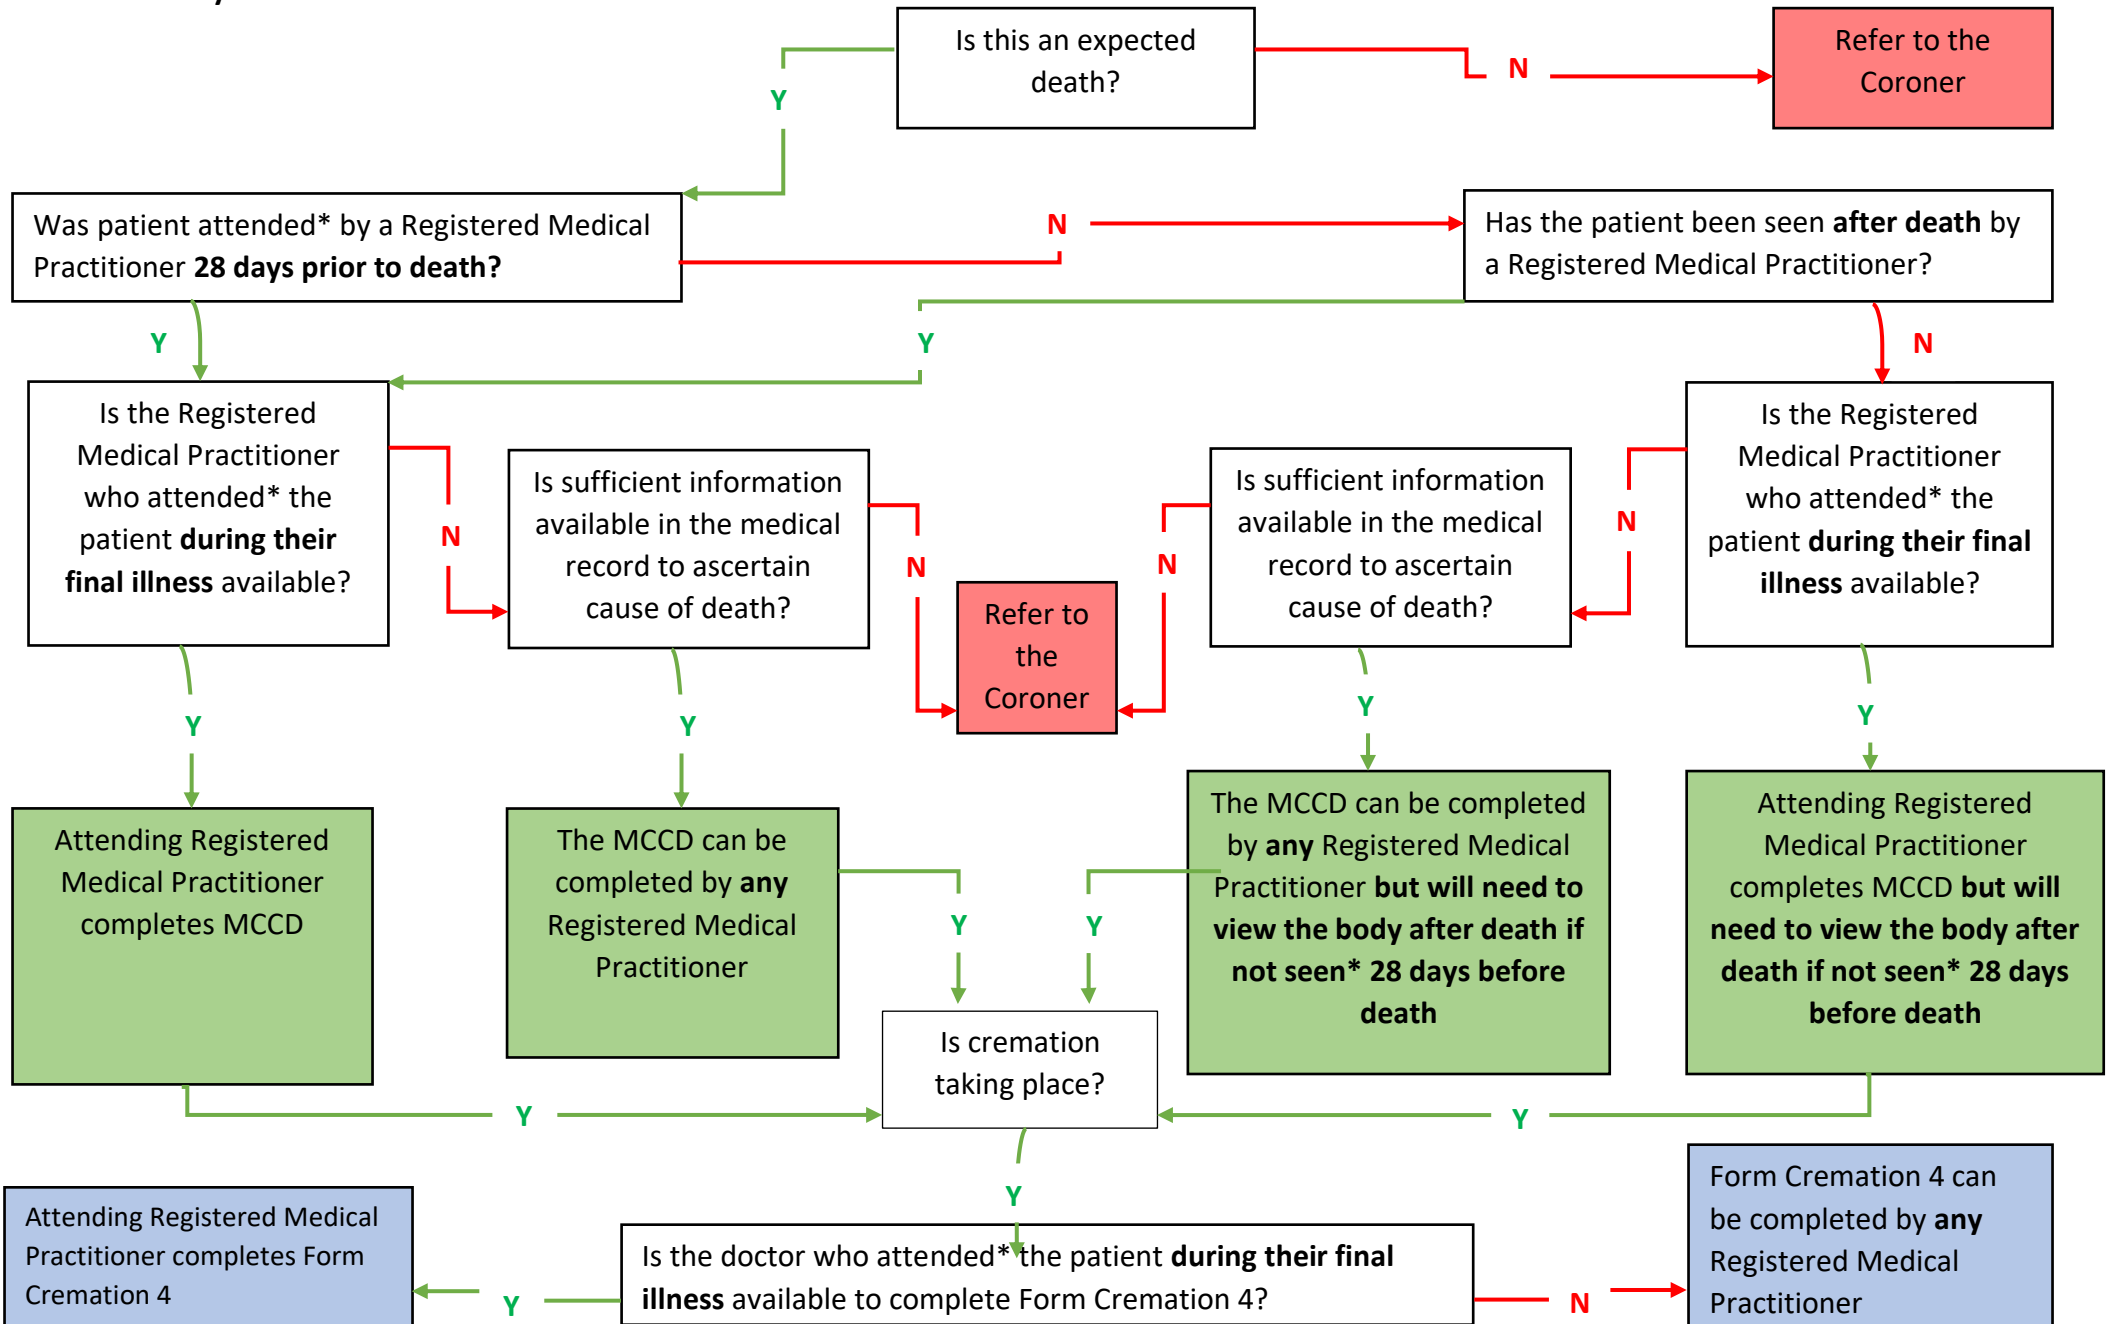 Is this an expected
death?
N
Refer to the
Coroner
Y
Was patient attended* by a Registered Medical
Practitioner 28 days prior to death?
N
Has the patient been seen after death by
a Registered Medical Practitioner?
Y
Y
N
Is the Registered
Medical Practitioner
who attended* the
patient during their
final illness available?
N
Is sufficient information
available in the medical
record to ascertain
cause of death?
N
Refer to
the
Coroner
N
Is sufficient information
available in the medical
record to ascertain
cause of death?
N
Is the Registered
Medical Practitioner
who attended* the
patient during their final
illness available?
Y
Y
Y
Y
Attending Registered
Medical Practitioner
completes MCCD
The MCCD can be
completed by any
Registered Medical
Practitioner
Y
Y
The MCCD can be completed
by any Registered Medical
Practitioner but will need to
view the body after death if
not seen* 28 days before
death
Attending Registered
Medical Practitioner
completes MCCD but will
need to view the body after
death if not seen* 28 days
before death
Is cremation
taking place?
Y
Y
Y
Attending Registered Medical
Practitioner completes Form
Cremation 4
Y
Is the doctor who attended* the patient during their final
illness available to complete Form Cremation 4?
N
Form Cremation 4 can
be completed by any
Registered Medical
Practitioner